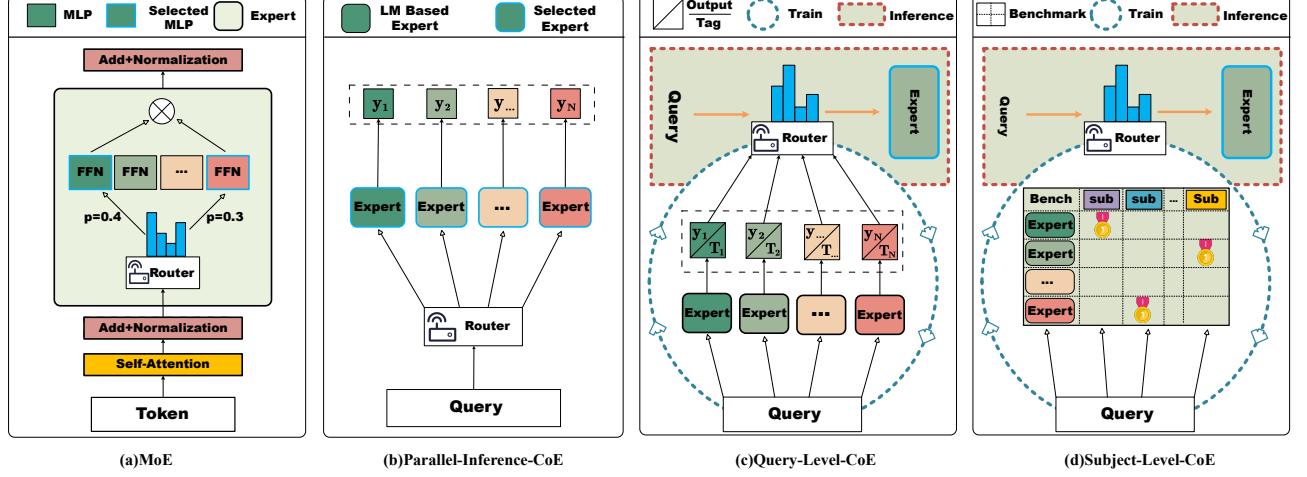 MLP
Selected
MLP
Expert
Add+Normalization
FFN
FFN
...
FFN
p=0.4
p=0.3
Router
Add+Normalization
Self-Attention
Token
(a)MoE
LM Based
Expert
Selected
Expert
y1
y2
y...
yN
Expert
Expert
...
Expert
Router
Query
(b)Parallel-Inference-CoE
Output
Tag
Train
Inference
Query
Router
Expert
y1
T1
y2
T2
y...
T...
yN
TN
Expert
Expert
...
Expert
Query
(c)Query-Level-CoE
Benchmark
Train
Inference
Query
Router
Expert
Bench
sub
sub
...
Sub
Expert
Expert
...
Expert
Query
(d)Subject-Level-CoE